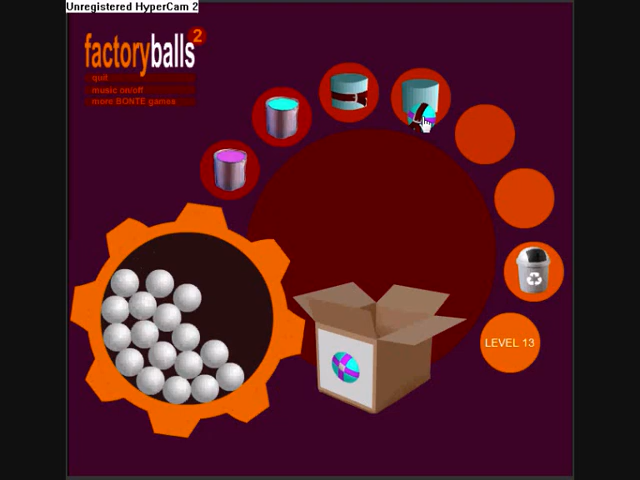 Unregistered HyperCam 2
factoryballs 2
quit
music on/off
more BONTE games
LEVEL 13